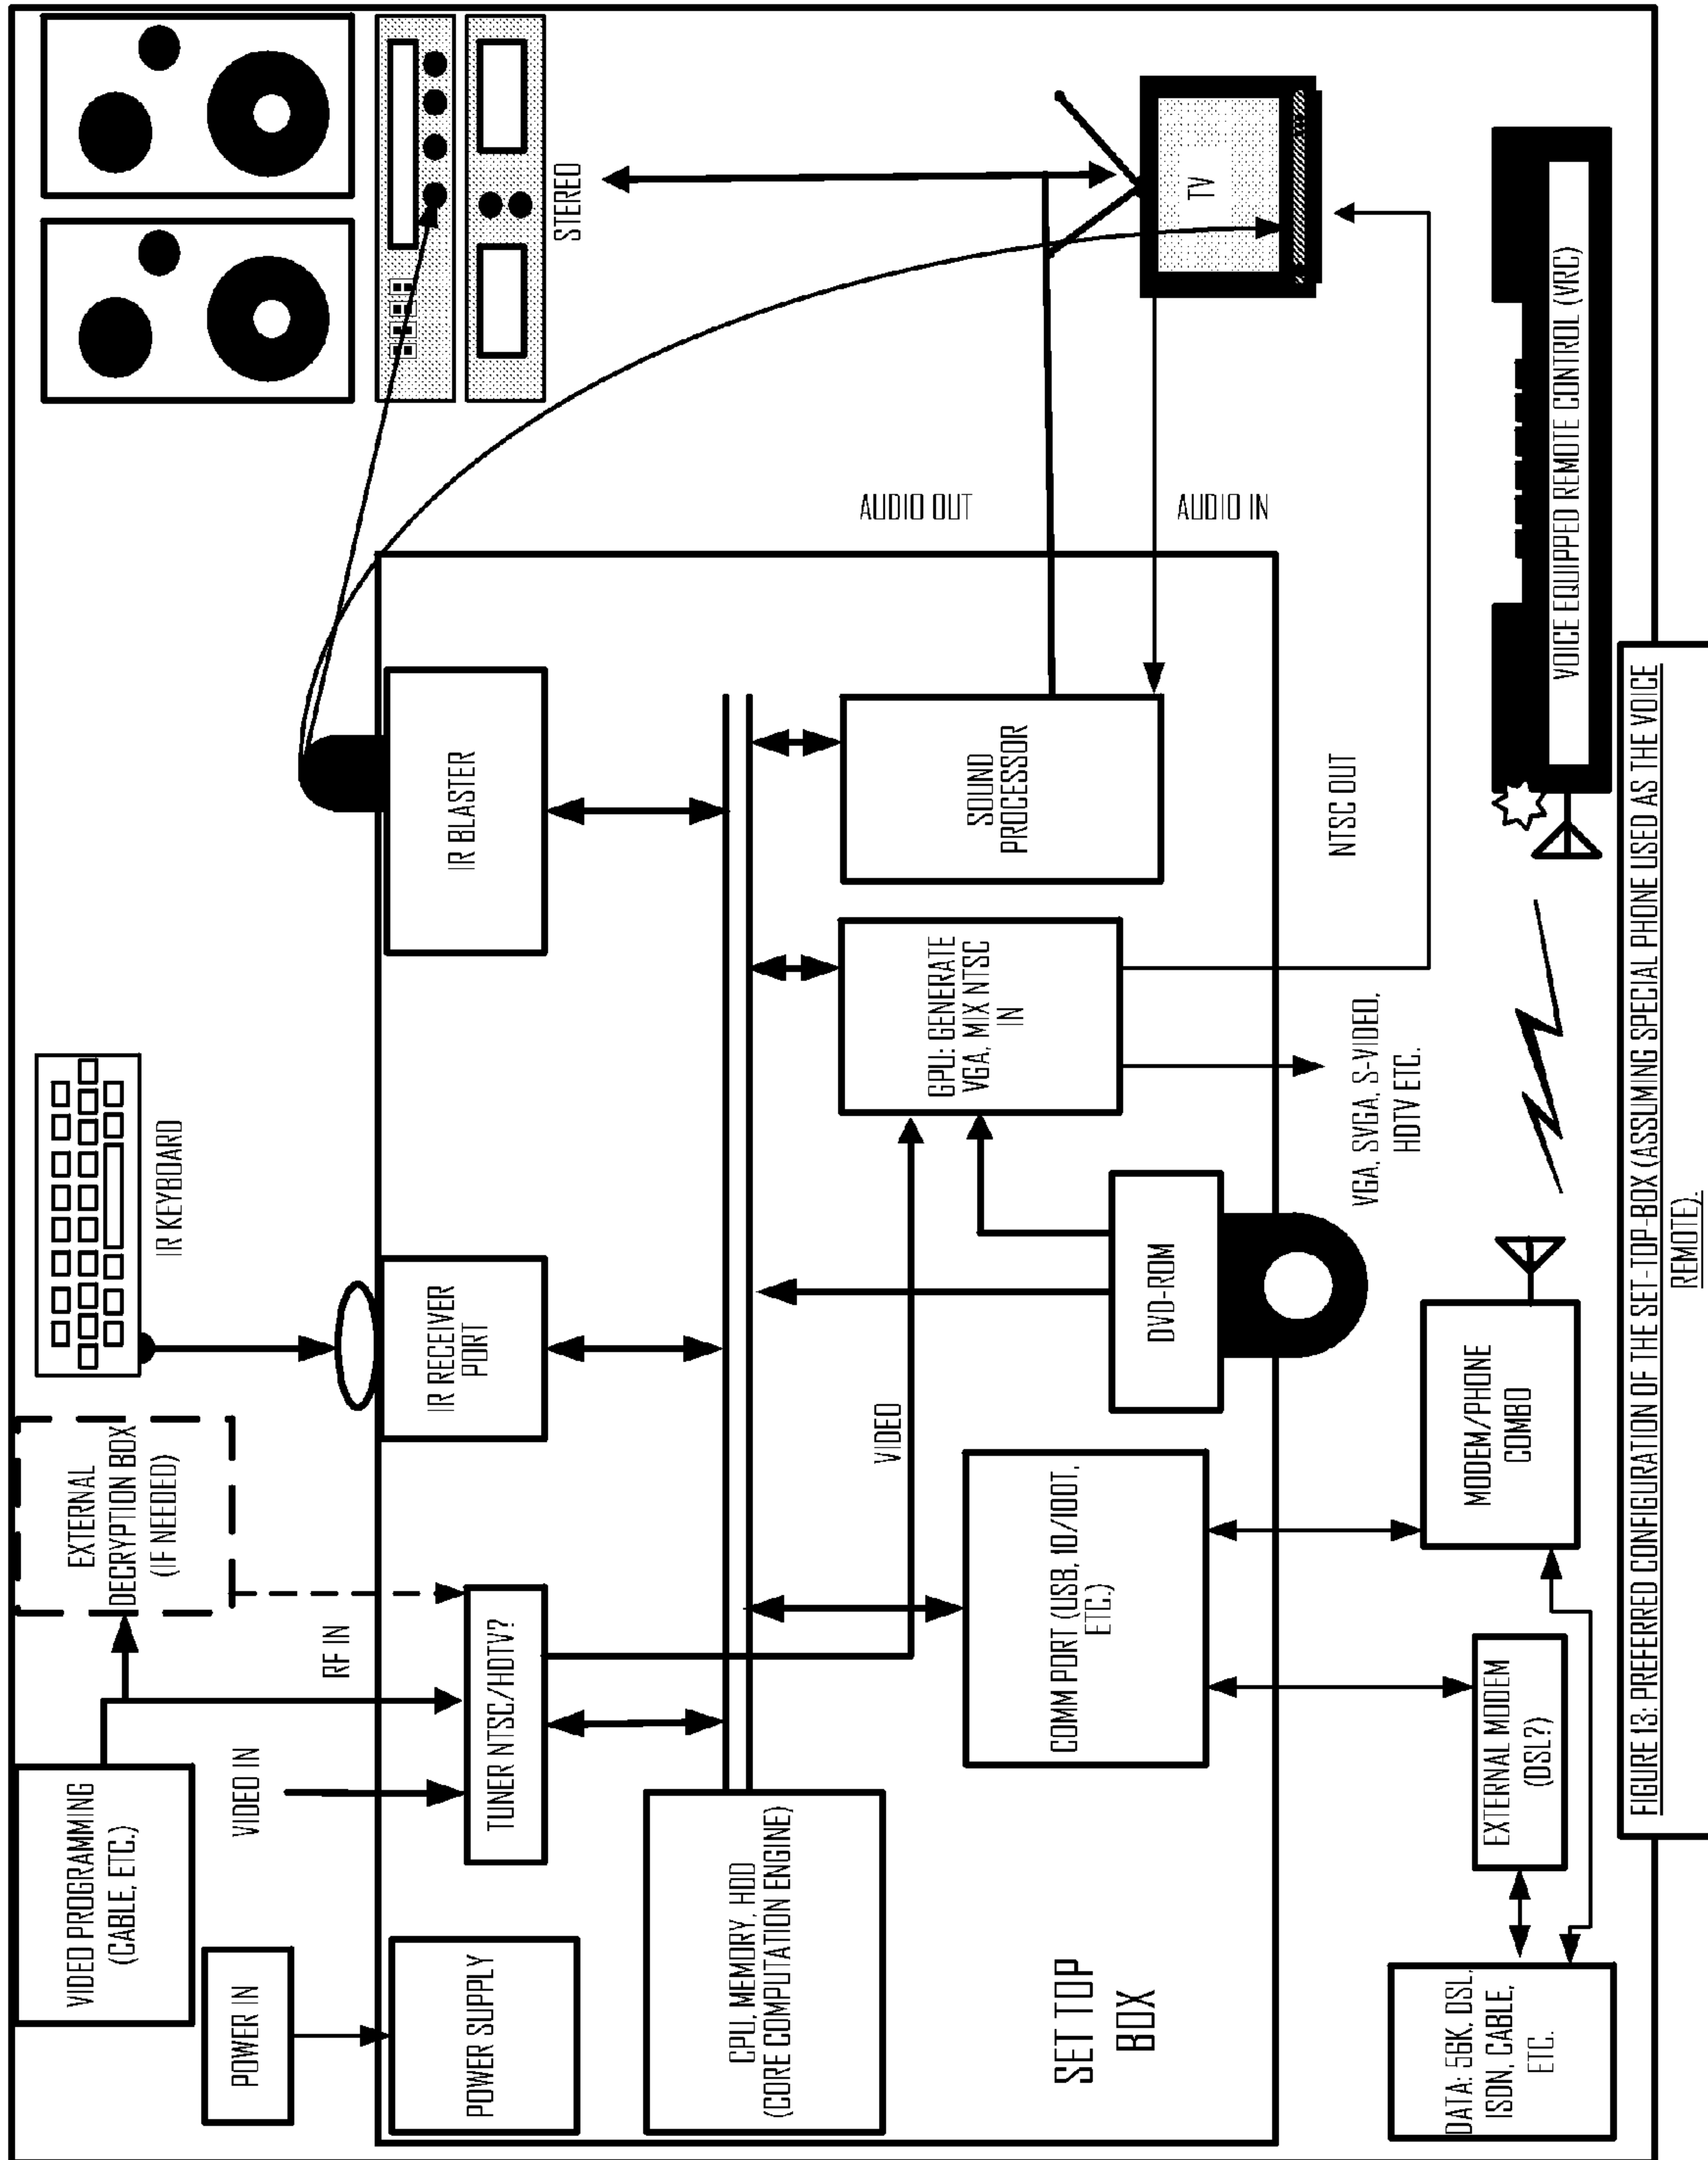 VIDEO PROGRAMMING
(CABLE, ETC.)
EXTERNAL
DECRYPTION BOX
(IF NEEDED)
IR KEYBOARD
POWER IN
VIDEO IN
RF IN
STEREO
POWER SUPPLY
TUNER NTSC/HDTV?
IR RECEIVER
PORT
IR BLASTER
CPU, MEMORY, HDD
(CORE COMPUTATION ENGINE)
VIDEO
GPU: GENERATE
VGA, MIX NTSC
IN
SOUND
PROCESSOR
AUDIO OUT
AUDIO IN
TV
COMM PORT (USB, 10/100T,
ETC.)
DVD-ROM
SET TOP
BOX
NTSC OUT
VGA, SVGA, S-VIDEO,
HDTV ETC.
DATA: 56K, DSL,
ISDN, CABLE,
ETC.
EXTERNAL MODEM
(DSL?)
MODEM/PHONE
COMBO
VOICE EQUIPPED REMOTE CONTROL (VRC)
FIGURE 13: PREFERRED CONFIGURATION OF THE SET-TOP-BOX (ASSUMING SPECIAL PHONE USED AS THE VOICE
REMOTE).